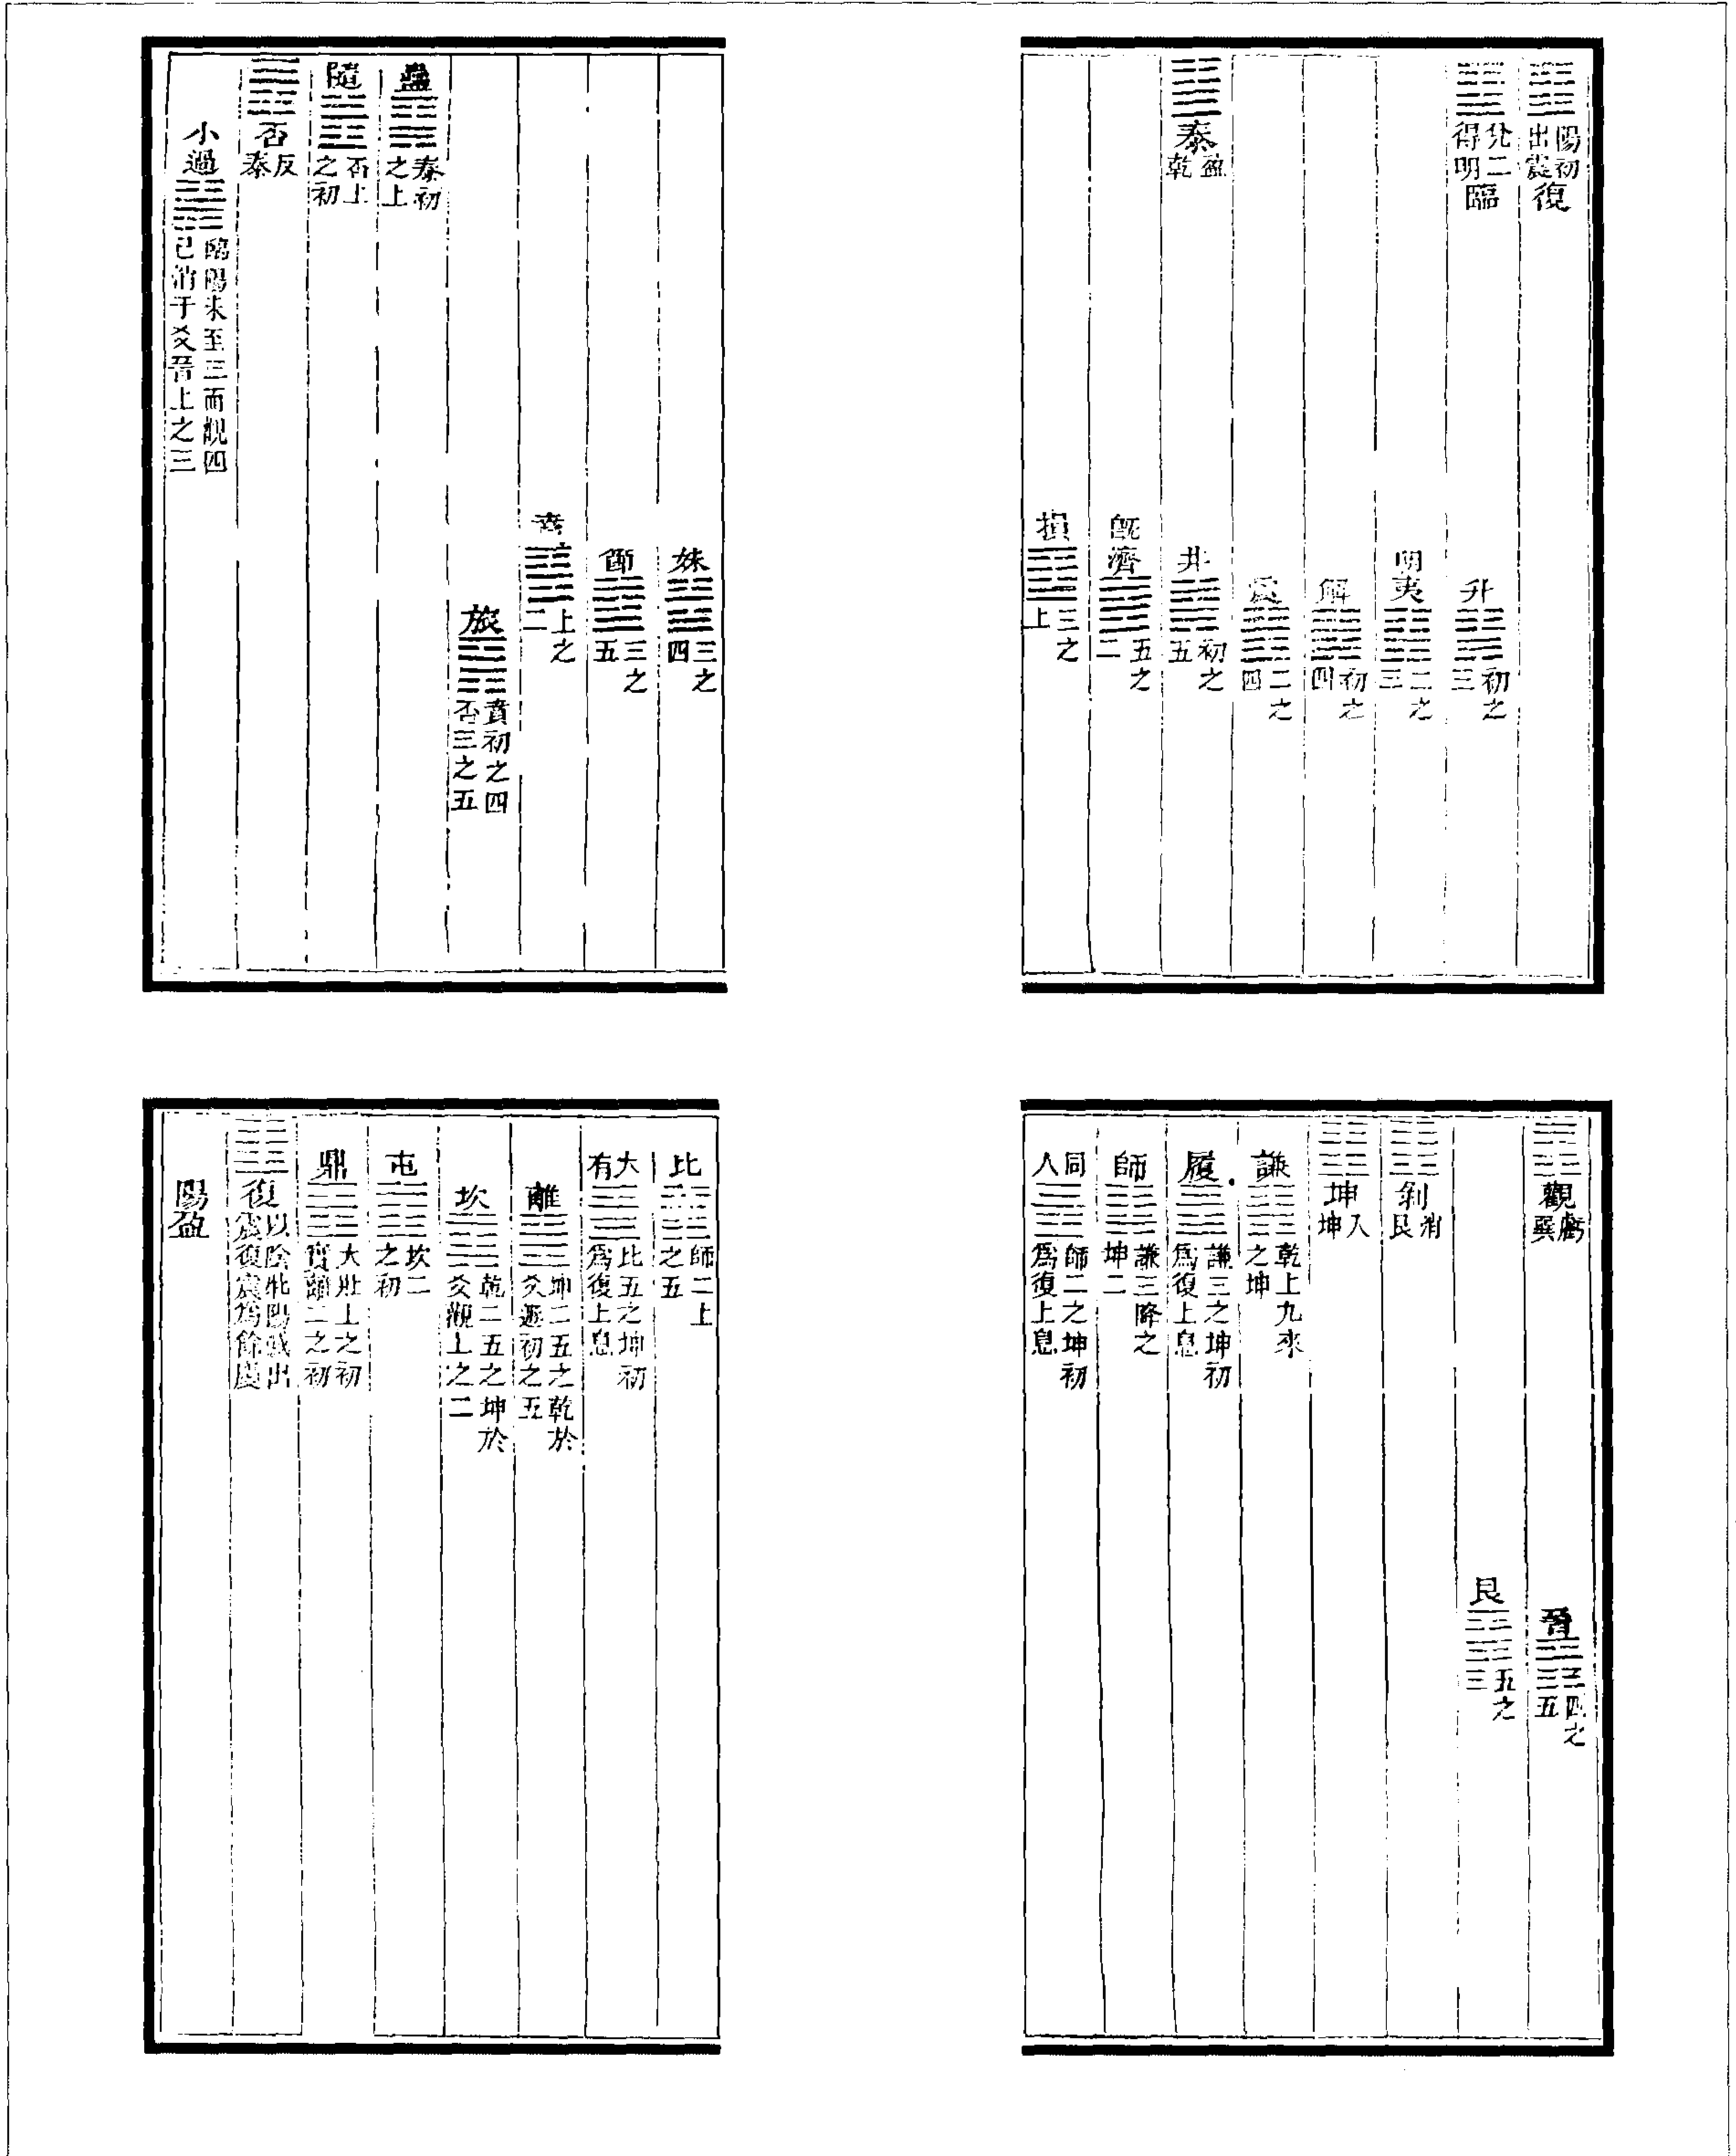 陽初出震復
兌二得明臨
升初之三
明夷二之三
解初之四
震二之四
泰盈乾
井初之五
既濟五之二
損三之上
妹三之四
節三之五
賁上之二
旅賁初之四否三之五
蠱泰初之上
隨否上之初
否反泰
小過臨陽未至三而觀四已消于爻晉上之三
觀虧巽
晉四之五
艮五之三
剝消艮
坤入坤
謙乾上九來之坤
履謙三之坤初爲復上息
師謙三降之坤二
同人師二之坤初爲復上息
比師二上之五
大有比五之坤初爲復上息
離坤二五之乾於爻遯初之五
坎乾二五之坤於爻觀上之二
屯坎二之初
鼎大壯上之初實離二之初
復以陰牝陽滅出震復震爲餘慶
陽盈